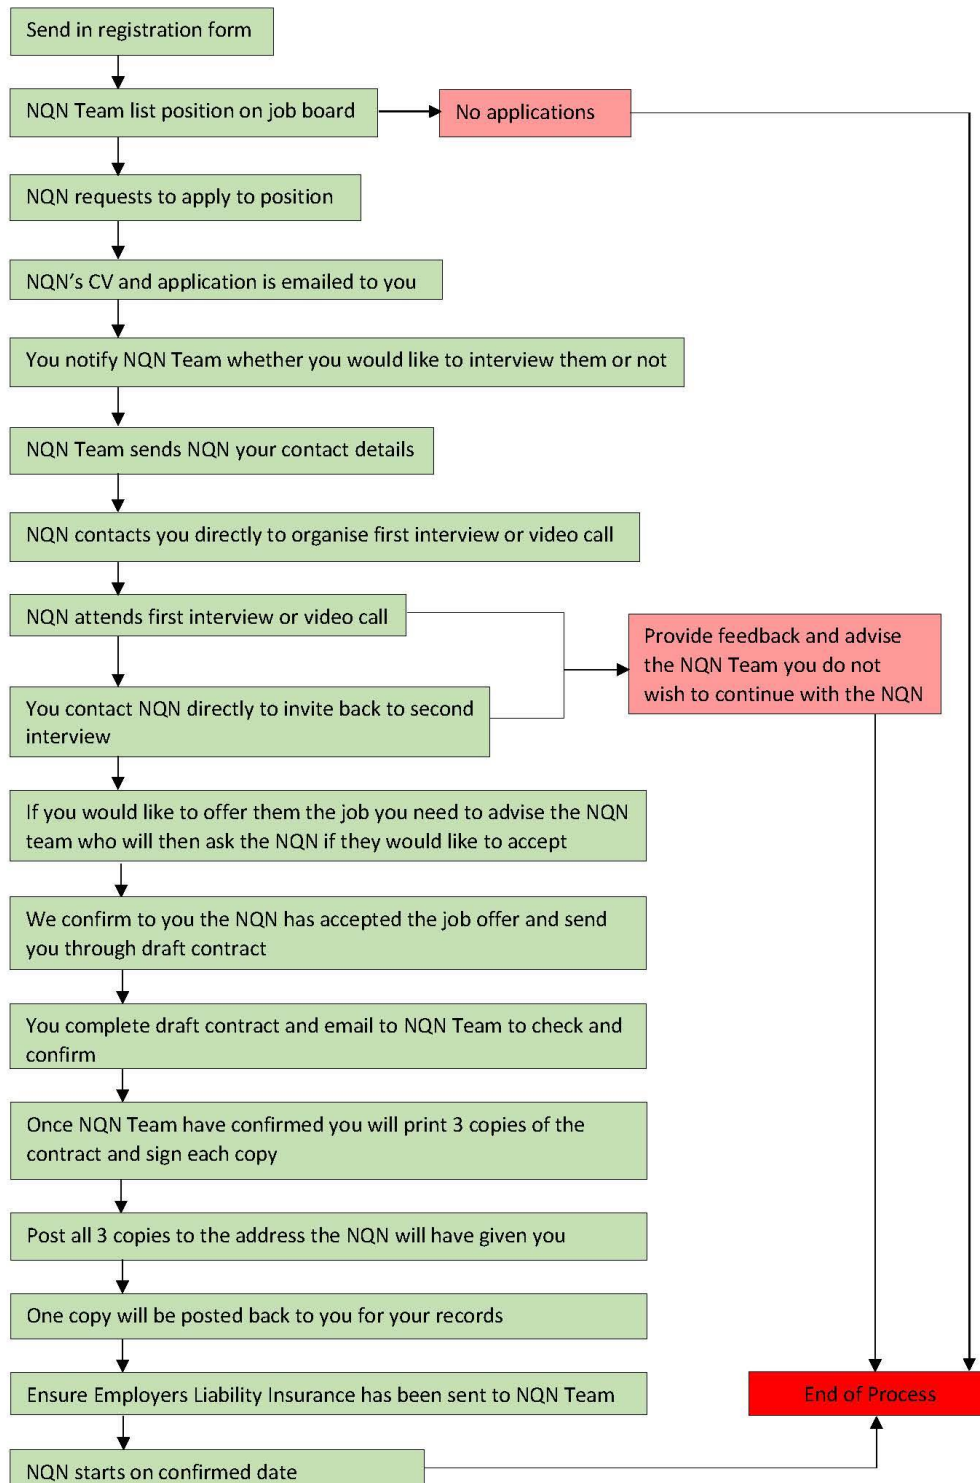 Send in registration form
NQN Team list position on job board
No applications
NQN requests to apply to position
NQN’s CV and application is emailed to you
You notify NQN Team whether you would like to interview them or not
NQN Team sends NQN your contact details
NQN contacts you directly to organise first interview or video call
NQN attends first interview or video call
Provide feedback and advise
the NQN Team you do not
wish to continue with the NQN
You contact NQN directly to invite back to second
interview
If you would like to offer them the job you need to advise the NQN
team who will then ask the NQN if they would like to accept
We confirm to you the NQN has accepted the job offer and send
you through draft contract
You complete draft contract and email to NQN Team to check and
confirm
Once NQN Team have confirmed you will print 3 copies of the
contract and sign each copy
Post all 3 copies to the address the NQN will have given you
One copy will be posted back to you for your records
Ensure Employers Liability Insurance has been sent to NQN Team
End of Process
NQN starts on confirmed date